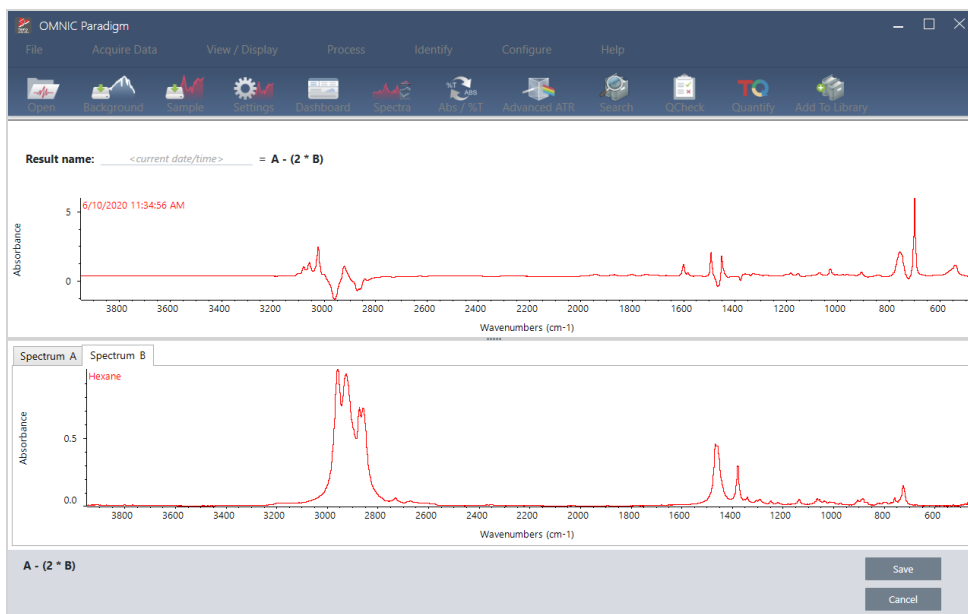 OMNIC Paradigm
File Acquire Data View / Display Process Identify Configure Help
Open Background Sample Settings Dashboard Spectra Abs / %T Advanced ATR Search QCheck Quantify Add To Library
%T ABS TQ
Result name: <current date/time> = A - (2 * B)
6/10/2020 11:34:56 AM
Absorbance
5
0
3800 3600 3400 3200 3000 2800 2600 2400 2200 2000 1800 1600 1400 1200 1000 800 600
Wavenumbers (cm-1)
Spectrum A Spectrum B
Hexane
Absorbance
0.5
0.0
3800 3600 3400 3200 3000 2800 2600 2400 2200 2000 1800 1600 1400 1200 1000 800 600
Wavenumbers (cm-1)
A - (2 * B)
Save
Cancel